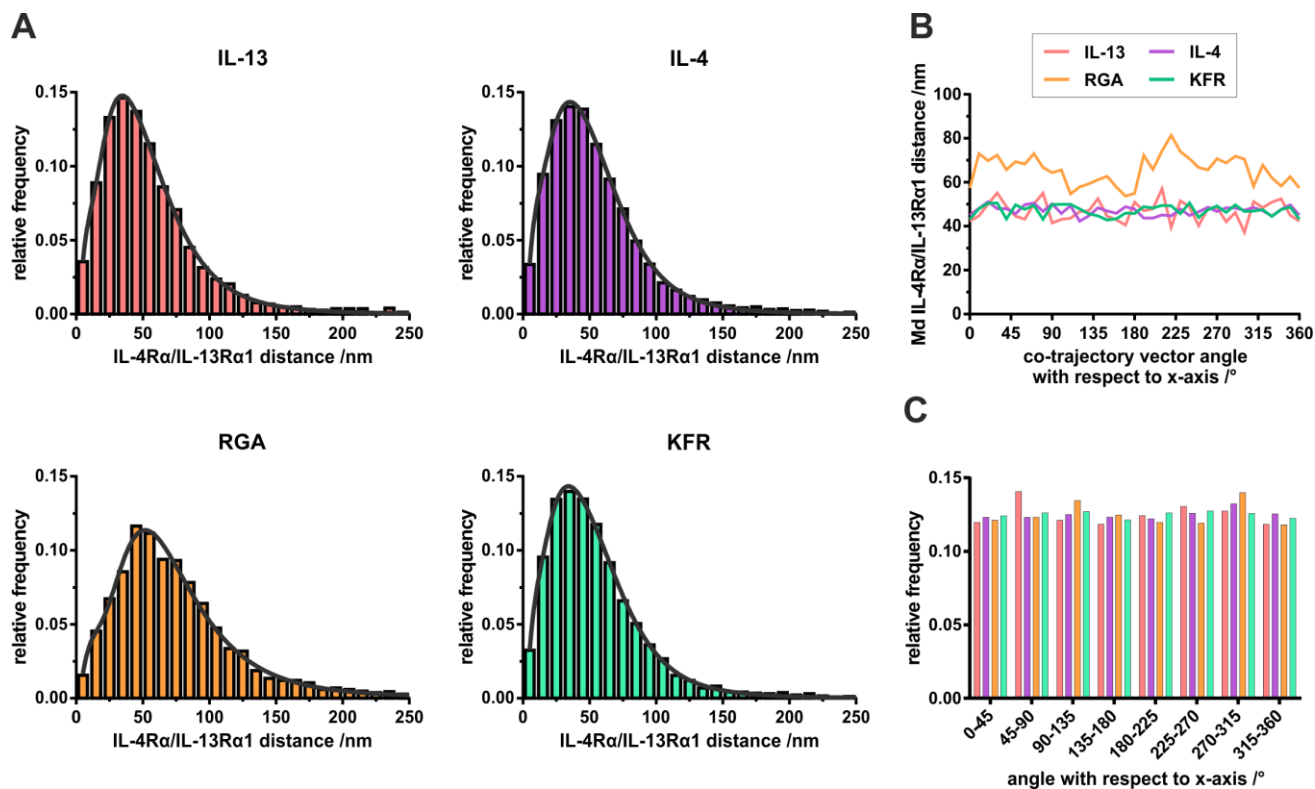 A
IL-13
0.15
0.10
0.05
0.00
relative frequency
0 50 100 150 200 250
IL-4Rα/IL-13Rα1 distance /nm
IL-4
0.15
0.10
0.05
0.00
relative frequency
0 50 100 150 200 250
IL-4Rα/IL-13Rα1 distance /nm
RGA
0.15
0.10
0.05
0.00
relative frequency
0 50 100 150 200 250
IL-4Rα/IL-13Rα1 distance /nm
KFR
0.15
0.10
0.05
0.00
relative frequency
0 50 100 150 200 250
IL-4Rα/IL-13Rα1 distance /nm
B
IL-13 IL-4
RGA KFR
100
80
60
40
20
0
Md IL-4Rα/IL-13Rα1 distance /nm
0 45 90 135 180 225 270 315 360
co-trajectory vector angle
with respect to x-axis /°
C
0.15
0.10
0.05
0.00
relative frequency
0-45 45-90 90-135 135-180 180-225 225-270 270-315 315-360
angle with respect to x-axis /°